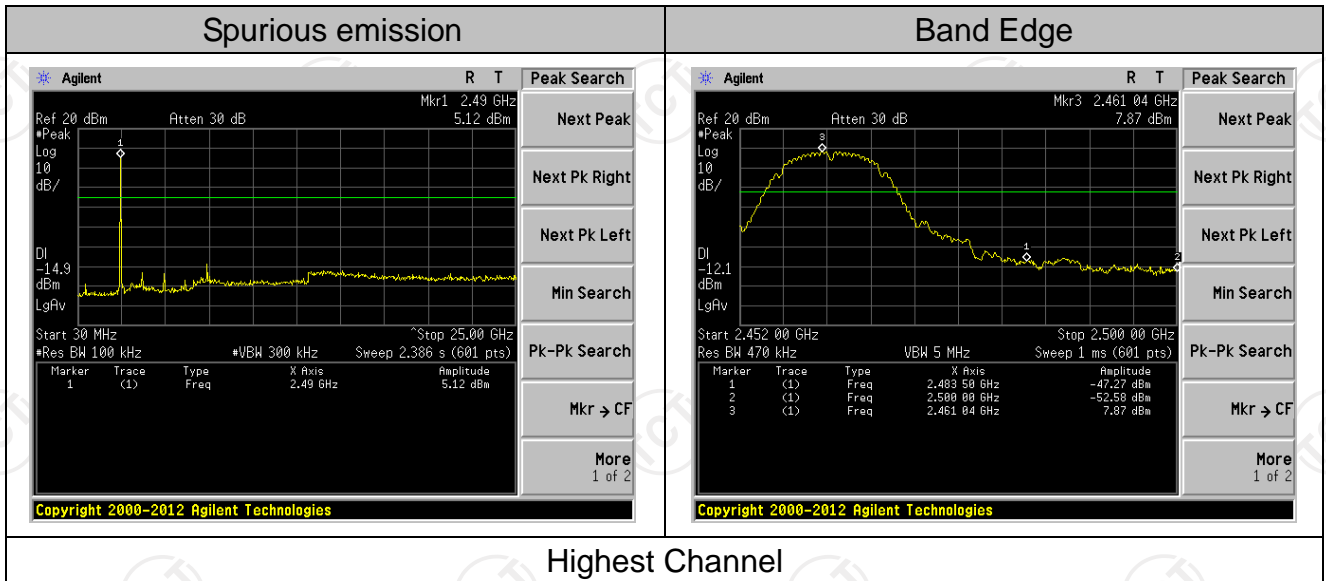 Spurious emission
Band Edge
Agilent R T Peak Search
Mkr1 2.49 GHz
Ref 20 dBm Atten 30 dB 5.12 dBm
#Peak
Log
10
dB/
1
DI
-14.9
dBm
LgAv
Start 30 MHz ^Stop 25.00 GHz
#Res BW 100 kHz #VBW 300 kHz Sweep 2.386 s (601 pts)
Marker Trace Type X Axis Amplitude
1 (1) Freq 2.49 GHz 5.12 dBm
Next Peak
Next Pk Right
Next Pk Left
Min Search
Pk-Pk Search
Mkr → CF
More
1 of 2
Copyright 2000-2012 Agilent Technologies
Agilent R T Peak Search
Mkr3 2.461 04 GHz
Ref 20 dBm Atten 30 dB 7.87 dBm
#Peak
Log
10
dB/
3
1
2
DI
-12.1
dBm
LgAv
Start 2.452 00 GHz Stop 2.500 00 GHz
Res BW 470 kHz VBW 5 MHz Sweep 1 ms (601 pts)
Marker Trace Type X Axis Amplitude
1 (1) Freq 2.483 50 GHz -47.27 dBm
2 (1) Freq 2.500 00 GHz -52.58 dBm
3 (1) Freq 2.461 04 GHz 7.87 dBm
Next Peak
Next Pk Right
Next Pk Left
Min Search
Pk-Pk Search
Mkr → CF
More
1 of 2
Copyright 2000-2012 Agilent Technologies
Highest Channel